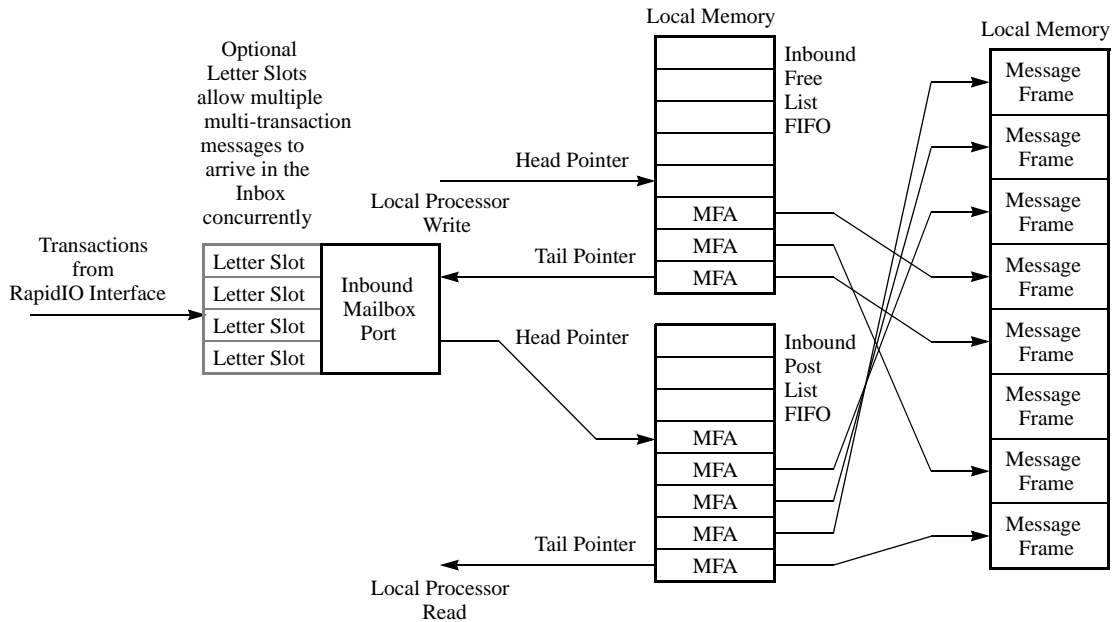 Local Memory
Local Memory
Optional
Letter Slots
allow multiple
multi-transaction
messages to
arrive in the
Inbox
concurrently
Inbound
Free
List
FIFO
Head Pointer
Local Processor
Write
MFA
MFA
MFA
Tail Pointer
Transactions
from
RapidIO Interface
Letter Slot
Letter Slot
Letter Slot
Letter Slot
Inbound
Mailbox
Port
Head Pointer
Inbound
Post
List
FIFO
MFA
MFA
MFA
MFA
MFA
Tail Pointer
Local Processor
Read
Message
Frame
Message
Frame
Message
Frame
Message
Frame
Message
Frame
Message
Frame
Message
Frame
Message
Frame